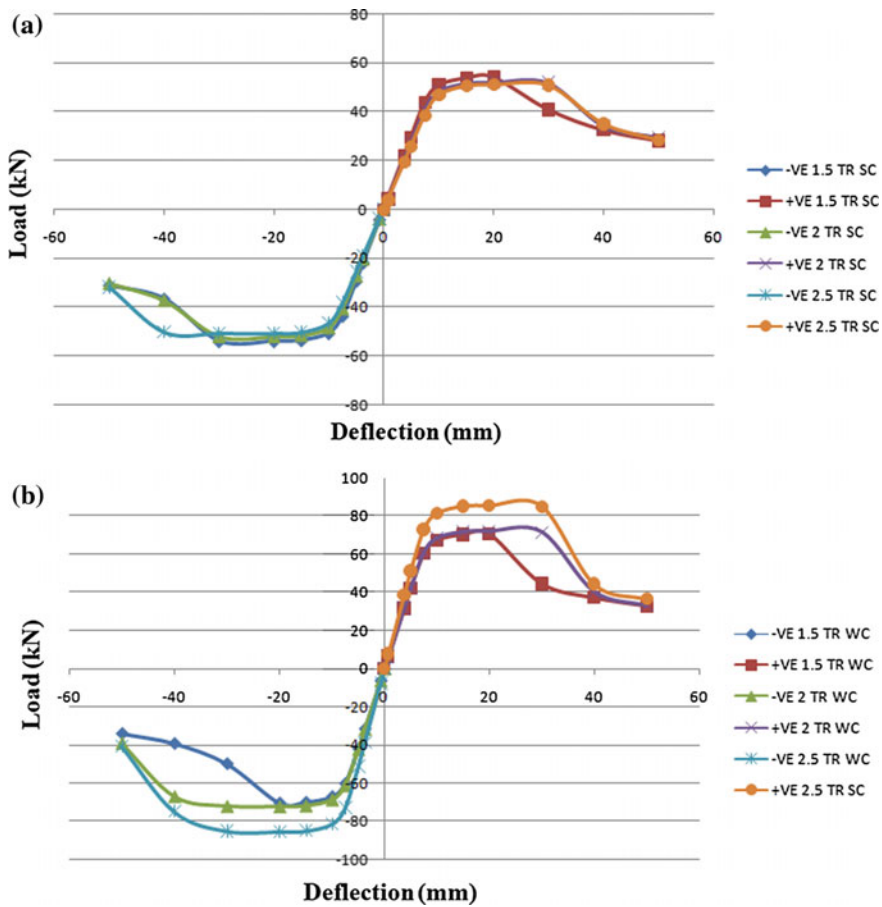 (a)
80
60
40
20
0
-60 -40 -20 0 20 40 60
-20
-40
-60
-80
Load (kN)
Deflection (mm)
-VE 1.5 TR SC
+VE 1.5 TR SC
-VE 2 TR SC
+VE 2 TR SC
-VE 2.5 TR SC
+VE 2.5 TR SC
(b)
100
80
60
40
20
0
-60 -40 -20 0 20 40 60
-20
-40
-60
-80
-100
Load (kN)
Deflection (mm)
-VE 1.5 TR WC
+VE 1.5 TR WC
-VE 2 TR WC
+VE 2 TR WC
-VE 2.5 TR WC
+VE 2.5 TR SC